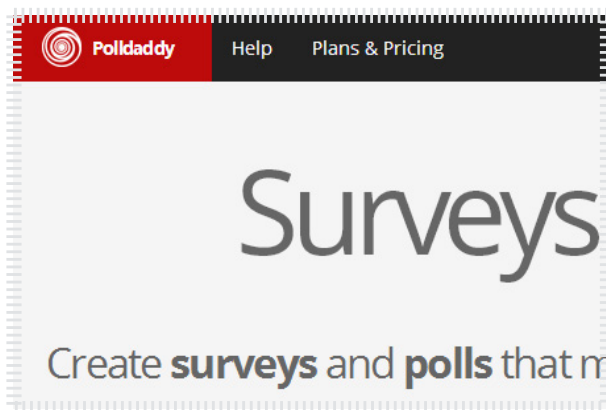 Polldaddy Help Plans & Pricing
Surveys
Create surveys and polls that